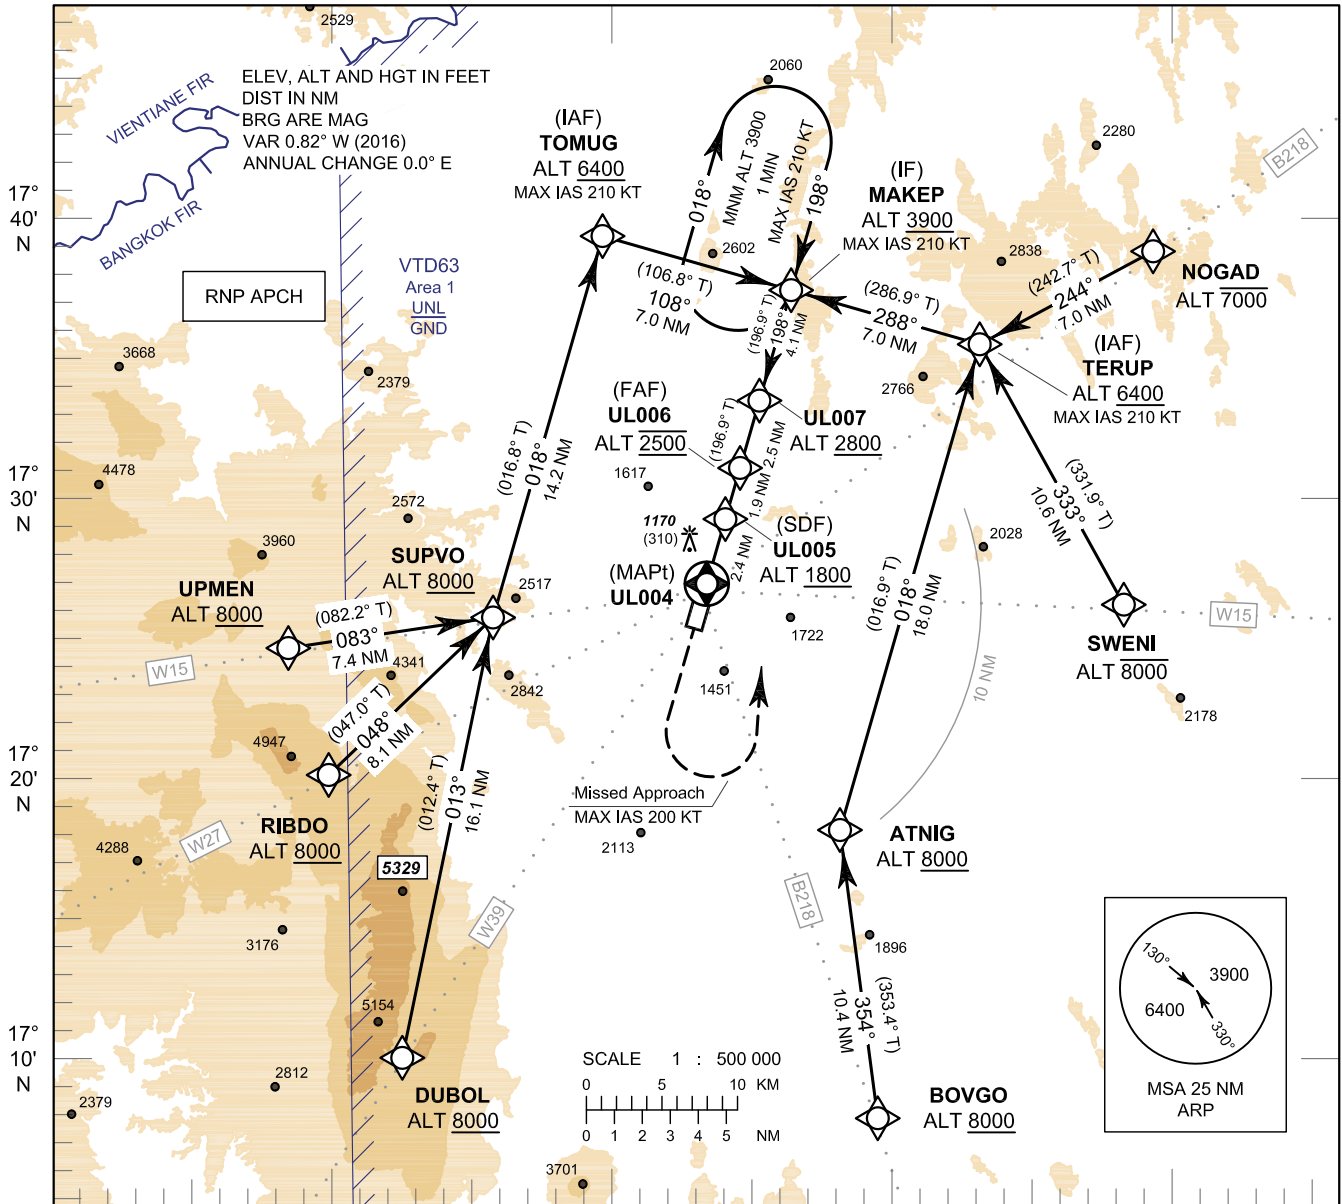 2529
ELEV, ALT AND HGT IN FEET
DIST IN NM
BRG ARE MAG
VAR 0.82° W (2016)
ANNUAL CHANGE 0.0° E
VIENTIANE FIR
BANGKOK FIR
RNP APCH
VTD63
Area 1
UNL
GND
(IAF)
TOMUG
ALT 6400
MAX IAS 210 KT
2060
018°
MNM ALT 3900
1 MIN
MAX IAS 210 KT
198°
2602
(IF)
MAKEP
ALT 3900
MAX IAS 210 KT
2280
B218
2838
NOGAD
ALT 7000
(242.7° T)
244°
7.0 NM
(106.8° T)
108°
7.0 NM
(286.9° T)
288°
7.0 NM
(196.9° T)
198°
4.1 NM
(IAF)
TERUP
ALT 6400
MAX IAS 210 KT
2766
17°
40'
N
3668
2379
4478
17°
30'
N
(FAF)
UL006
ALT 2500
UL007
ALT 2800
(196.9° T)
2.5 NM
1.9 NM
1617
1170
(310)
(SDF)
UL005
ALT 1800
2.4 NM
(MAPt)
UL004
(016.8° T)
018°
14.2 NM
2572
3960
SUPVO
ALT 8000
2517
UPMEN
ALT 8000
(082.2° T)
083°
7.4 NM
W15
4341
2842
(047.0° T)
048°
8.1 NM
4947
RIBDO
ALT 8000
W27
(012.4° T)
013°
16.1 NM
1722
1451
Missed Approach
MAX IAS 200 KT
2113
(016.9° T)
018°
18.0 NM
10 NM
2028
(331.9° T)
333°
10.6 NM
W15
SWENI
ALT 8000
2178
17°
20'
N
4288
5329
3176
5154
W39
B218
ATNIG
ALT 8000
1896
(353.4° T)
354°
10.4 NM
BOVGO
ALT 8000
130°
3900
6400
330°
MSA 25 NM
ARP
17°
10'
N
2812
2379
DUBOL
ALT 8000
SCALE 1 : 500 000
0 5 10 KM
0 1 2 3 4 5 NM
3701